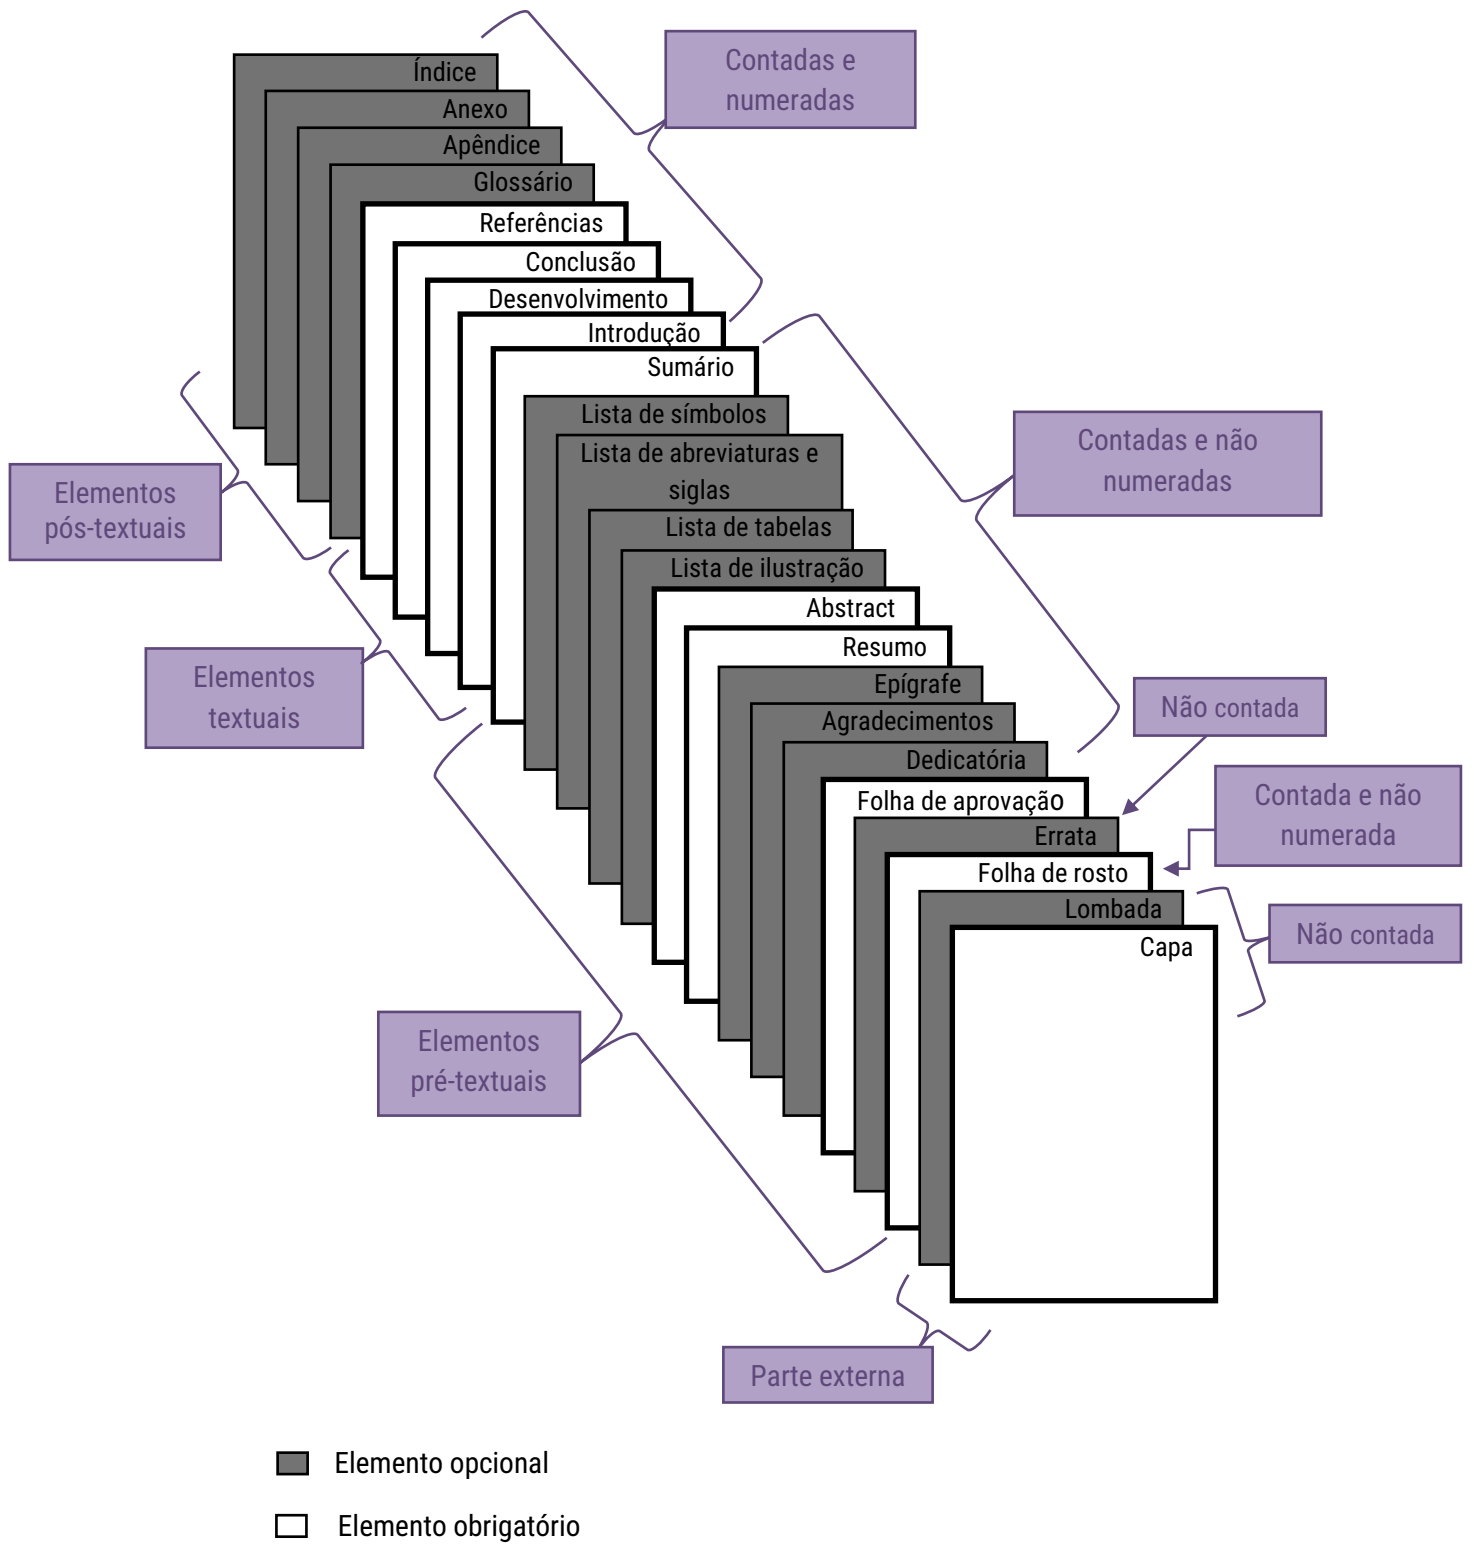 Contadas e
numeradas
Índice
Anexo
Apêndice
Glossário
Referências
Conclusão
Desenvolvimento
Introdução
Sumário
Lista de símbolos
Lista de abreviaturas e
siglas
Lista de tabelas
Lista de ilustração
Abstract
Resumo
Epígrafe
Agradecimentos
Dedicatória
Folha de aprovação
Errata
Folha de rosto
Lombada
Capa
Contadas e não
numeradas
Não contada
Contada e não
numerada
Não contada
Elementos
pós-textuais
Elementos
textuais
Elementos
pré-textuais
Parte externa
Elemento opcional
Elemento obrigatório